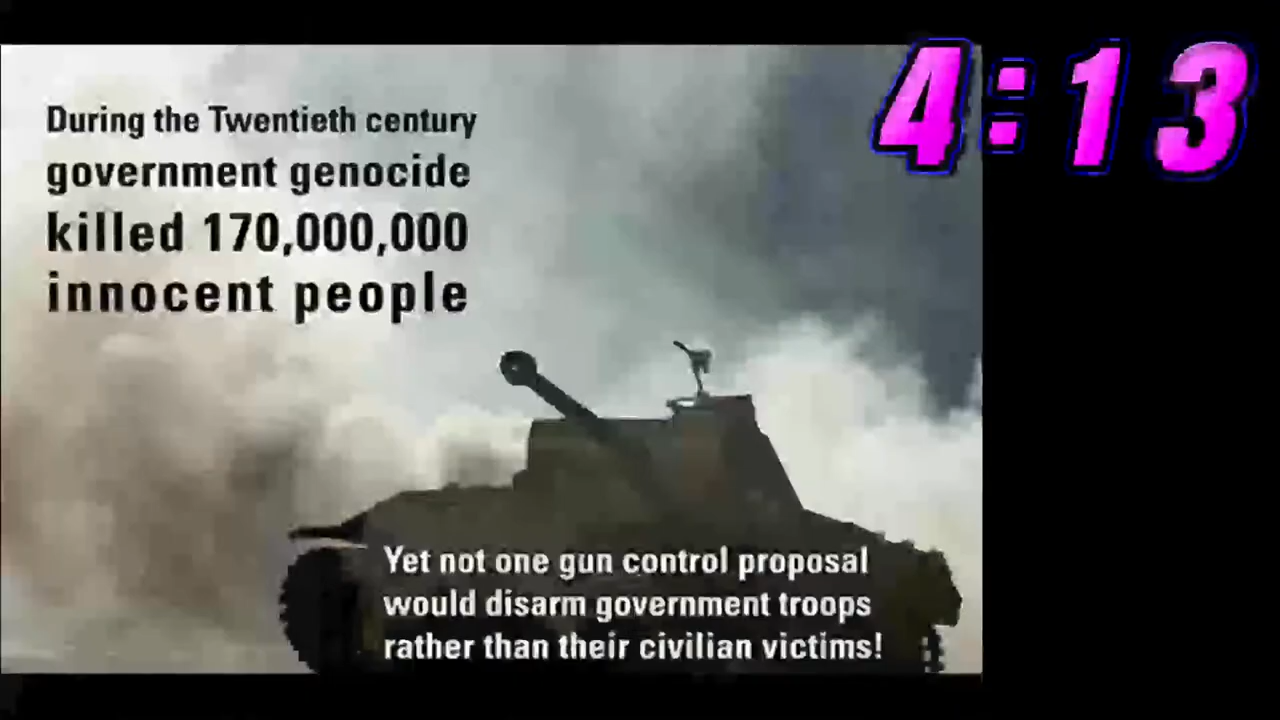 4:13
During the Twentieth century
government genocide
killed 170,000,000
innocent people
Yet not one gun control proposal
would disarm government troops
rather than their civilian victims!